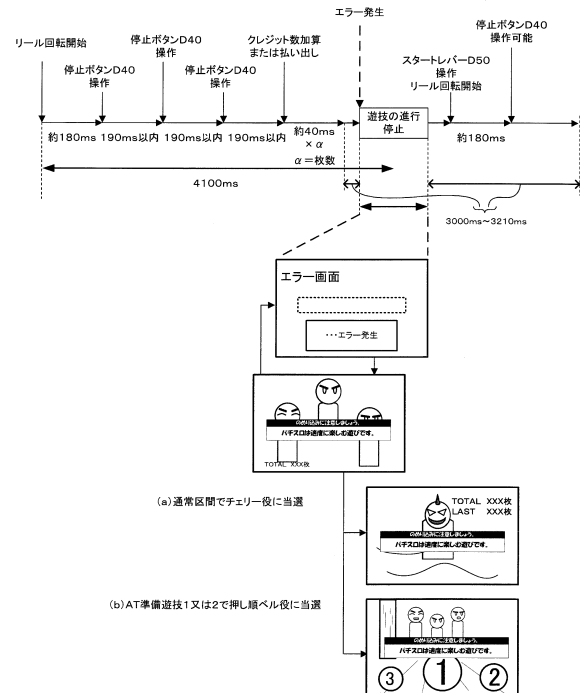 エラー発生
停止ボタンD40
操作可能
リール回転開始
停止ボタンD40
操作
クレジット数加算
または払い出し
スタートレバーD50
操作
リール回転開始
停止ボタンD40
操作
停止ボタンD40
操作
遊技の進行
停止
約180ms
190ms以内
190ms以内
190ms以内
約40ms
×α
α=枚数
約180ms
4100ms
3000ms~3210ms
エラー画面
・・・エラー発生
のめり込みに注意しましょう。
パチスロは適度に楽しむ遊びです。
TOTAL XXX枚
(a)通常区間でチェリー役に当選
TOTAL XXX枚
LAST XXX枚
のめり込みに注意しましょう。
パチスロは適度に楽しむ遊びです。
(b)AT準備遊技1又は2で押し順ベル役に当選
のめり込みに注意しましょう。
パチスロは適度に楽しむ遊びです。
3 1 2